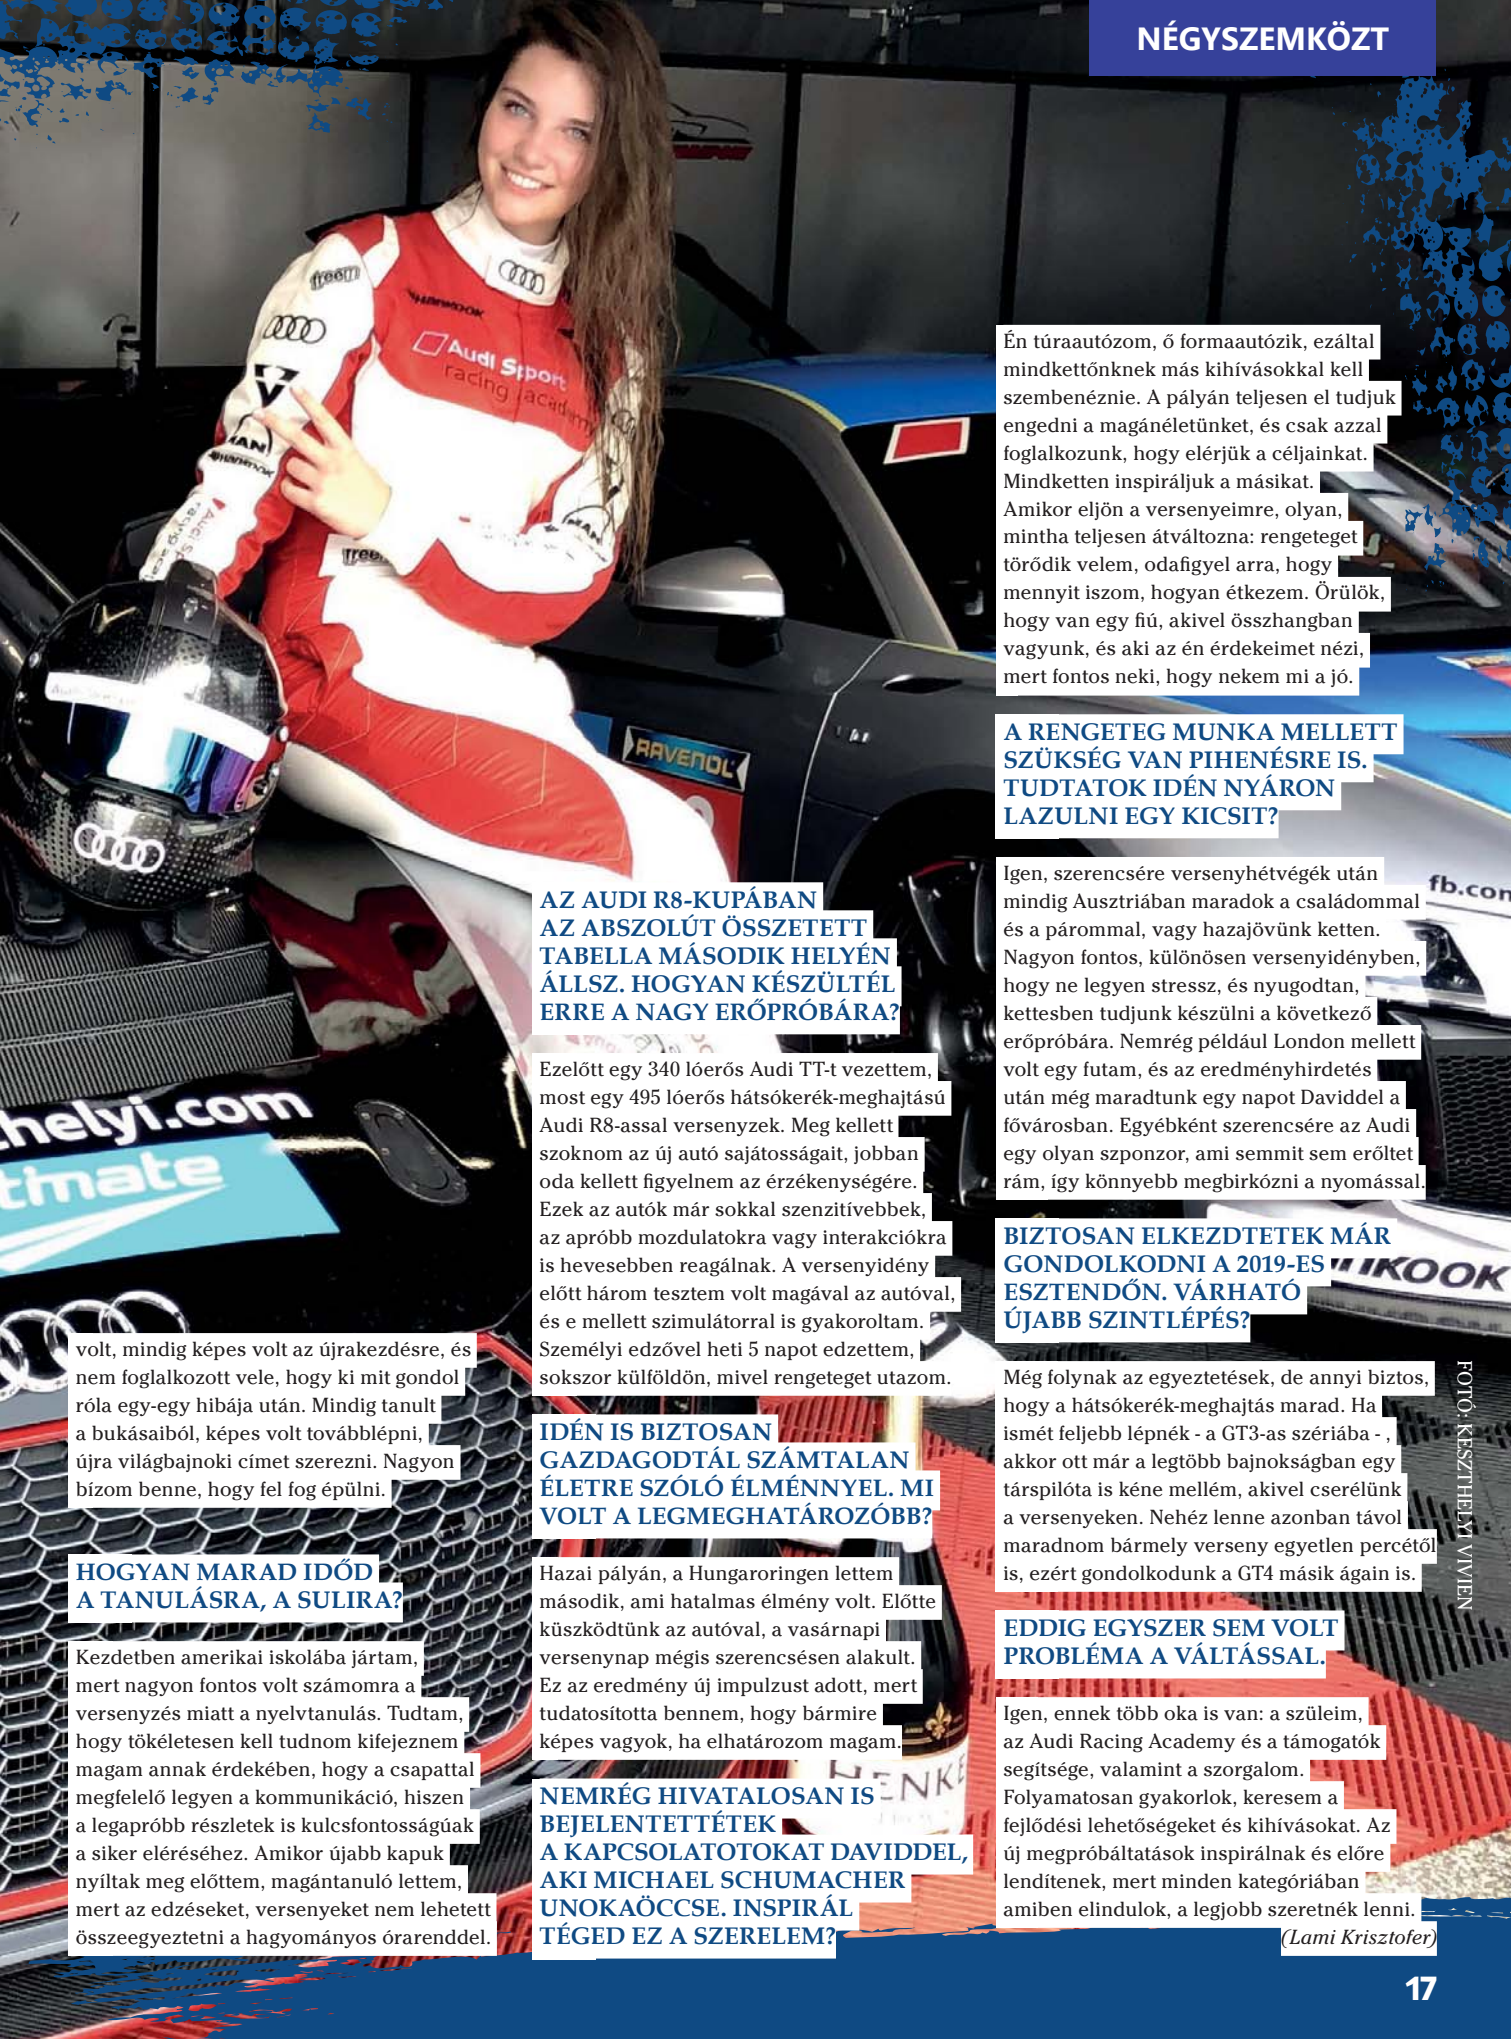 NÉGYSZEMKÖZT
freem
HANKOOK
Audi Sport
racing academy
MAN
HANKOOK
MAN
freem
RAVENOL
fb.com
thelyi.com
timate
HANKOOK
HENKE
volt, mindig képes volt az újrakezdésre, és
nem foglalkozott vele, hogy ki mit gondol
róla egy-egy hibája után. Mindig tanult
a bukásaiból, képes volt továbblépni,
újra világbajnoki címet szerezni. Nagyon
bízom benne, hogy fel fog épülni.
HOGYAN MARAD IDŐD
A TANULÁSRA, A SULIRA?
Kezdetben amerikai iskolába jártam,
mert nagyon fontos volt számomra a
versenyzés miatt a nyelvtanulás. Tudtam,
hogy tökéletesen kell tudnom kifejeznem
magam annak érdekében, hogy a csapattal
megfelelő legyen a kommunikáció, hiszen
a legapróbb részletek is kulcsfontosságúak
a siker eléréséhez. Amikor újabb kapuk
nyíltak meg előttem, magántanuló lettem,
mert az edzéseket, versenyeket nem lehetett
összeegyeztetni a hagyományos órarenddel.
AZ AUDI R8-KUPÁBAN
AZ ABSZOLÚT ÖSSZETETT
TABELLA MÁSODIK HELYÉN
ÁLLSZ. HOGYAN KÉSZÜLTÉL
ERRE A NAGY ERŐPRÓBÁRA?
Ezelőtt egy 340 lóerős Audi TT-t vezettem,
most egy 495 lóerős hátsókerék-meghajtású
Audi R8-assal versenyzek. Meg kellett
szoknom az új autó sajátosságait, jobban
oda kellett figyelnem az érzékenységére.
Ezek az autók már sokkal szenzitívebbek,
az apróbb mozdulatokra vagy interakciókra
is hevesebben reagálnak. A versenyidény
előtt három tesztem volt magával az autóval,
és e mellett szimulátorral is gyakoroltam.
Személyi edzővel heti 5 napot edzettem,
sokszor külföldön, mivel rengeteget utazom.
IDÉN IS BIZTOSAN
GAZDAGODTÁL SZÁMTALAN
ÉLETRE SZÓLÓ ÉLMÉNNYEL. MI
VOLT A LEGMEGHATÁROZÓBB?
Hazai pályán, a Hungaroringen lettem
második, ami hatalmas élmény volt. Előtte
küszködtünk az autóval, a vasárnapi
versenynap mégis szerencsésen alakult.
Ez az eredmény új impulzust adott, mert
tudatosította bennem, hogy bármire
képes vagyok, ha elhatározom magam.
NEMRÉG HIVATALOSAN IS
BEJELENTETTÉTEK
A KAPCSOLATOTOKAT DAVIDDEL,
AKI MICHAEL SCHUMACHER
UNOKAÖCCSE. INSPIRÁL
TÉGED EZ A SZERELEM?
Én túraautózom, ő formaautózik, ezáltal
mindkettőnknek más kihívásokkal kell
szembenéznie. A pályán teljesen el tudjuk
engedni a magánéletünket, és csak azzal
foglalkozunk, hogy elérjük a céljainkat.
Mindketten inspiráljuk a másikat.
Amikor eljön a versenyeimre, olyan,
mintha teljesen átváltozna: rengeteget
törődik velem, odafigyel arra, hogy
mennyit iszom, hogyan étkezem. Örülök,
hogy van egy fiú, akivel összhangban
vagyunk, és aki az én érdekeimet nézi,
mert fontos neki, hogy nekem mi a jó.
A RENGETEG MUNKA MELLETT
SZÜKSÉG VAN PIHENÉSRE IS.
TUDTATOK IDÉN NYÁRON
LAZULNI EGY KICSIT?
Igen, szerencsére versenyhétvégék után
mindig Ausztriában maradok a családommal
és a párommal, vagy hazajövünk ketten.
Nagyon fontos, különösen versenyidényben,
hogy ne legyen stressz, és nyugodtan,
kettesben tudjunk készülni a következő
erőpróbára. Nemrég például London mellett
volt egy futam, és az eredményhirdetés
után még maradtunk egy napot Daviddel a
fővárosban. Egyébként szerencsére az Audi
egy olyan szponzor, ami semmit sem erőltet
rám, így könnyebb megbirkózni a nyomással.
BIZTOSAN ELKEZDTETEK MÁR
GONDOLKODNI A 2019-ES
ESZTENDŐN. VÁRHATÓ
ÚJABB SZINTLÉPÉS?
Még folynak az egyeztetések, de annyi biztos,
hogy a hátsókerék-meghajtás marad. Ha
ismét feljebb lépnék - a GT3-as szériába - ,
akkor ott már a legtöbb bajnokságban egy
társpilóta is kéne mellém, akivel cserélünk
a versenyeken. Nehéz lenne azonban távol
maradnom bármely verseny egyetlen percétől
is, ezért gondolkodunk a GT4 másik ágain is.
EDDIG EGYSZER SEM VOLT
PROBLÉMA A VÁLTÁSSAL.
Igen, ennek több oka is van: a szüleim,
az Audi Racing Academy és a támogatók
segítsége, valamint a szorgalom.
Folyamatosan gyakorlok, keresem a
fejlődési lehetőségeket és kihívásokat. Az
új megpróbáltatások inspirálnak és előre
lendítenek, mert minden kategóriában
amiben elindulok, a legjobb szeretnék lenni.
(Lami Krisztofer)
FOTÓ: KESZTHELYI VIVIEN
17